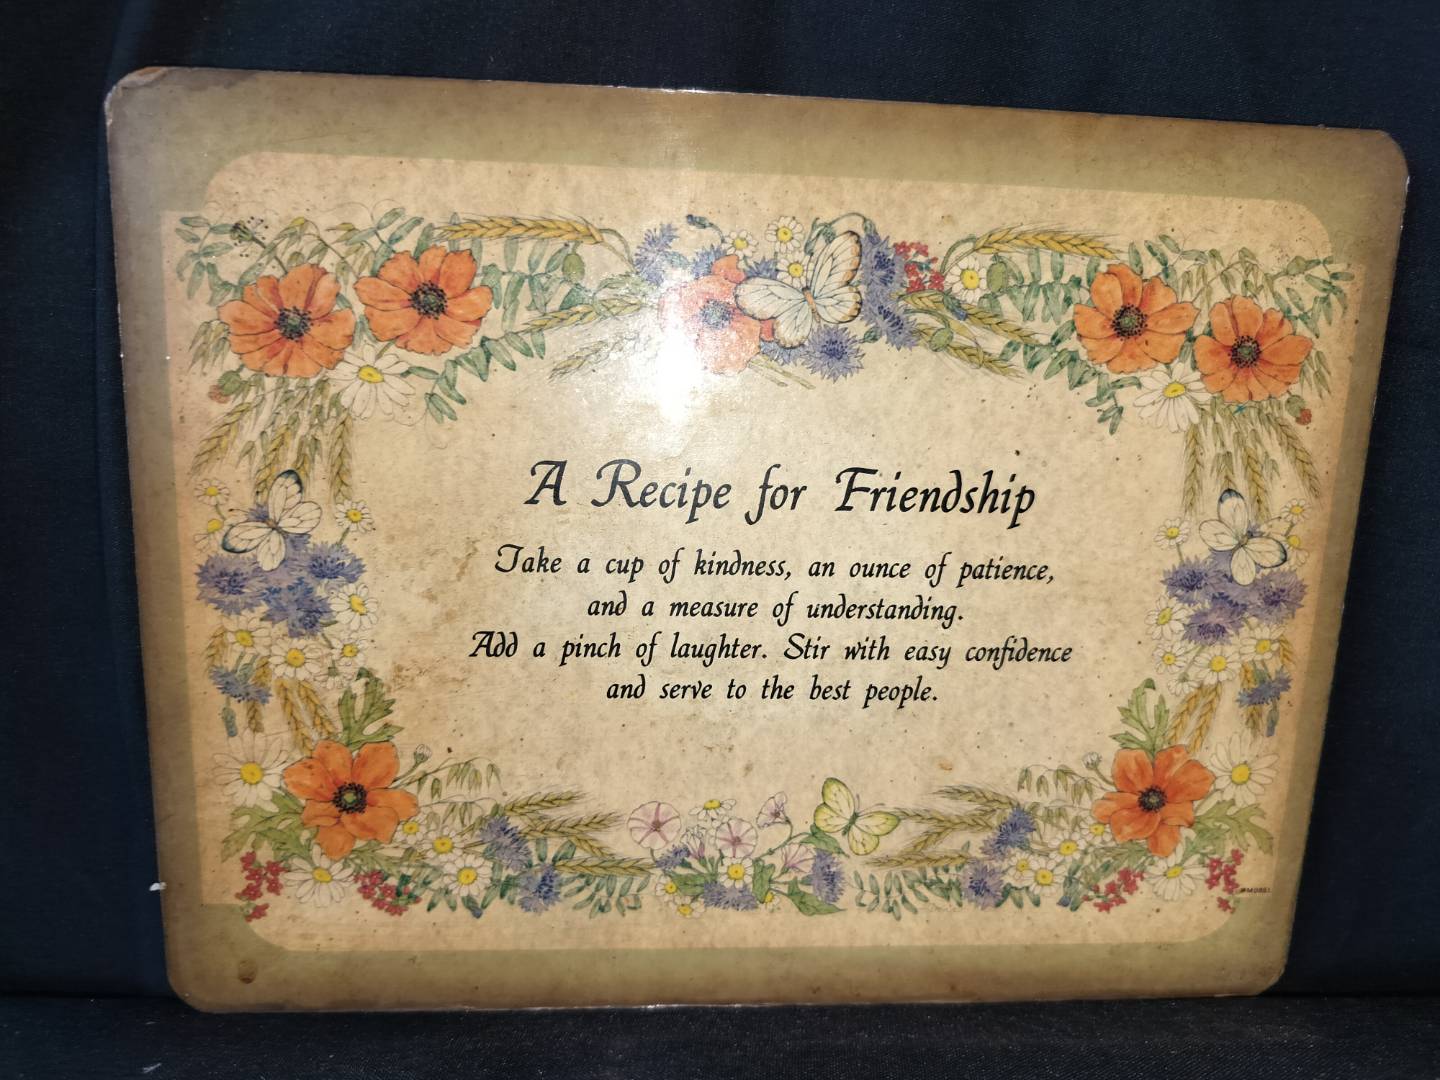 A Recipe for Friendship
Take a cup of kindness, an ounce of patience,
and a measure of understanding.
Add a pinch of laughter. Stir with easy confidence
and serve to the best people.